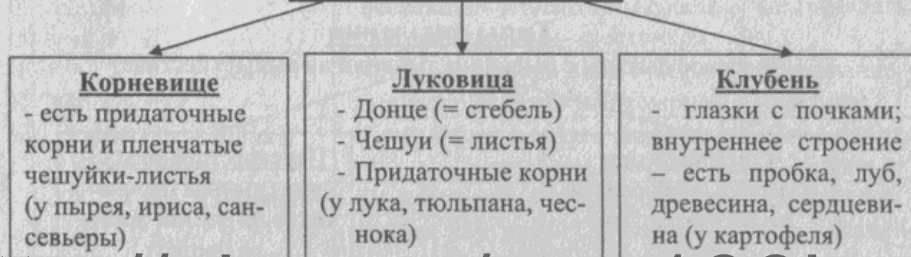 Корневище
- есть придаточные
корни и пленчатые
чешуйки-листья
(у пырея, ириса, сан-
севьеры)
Луковица
- Донце (= стебель)
- Чешуи (= листья)
- Придаточные корни
(у лука, тюльпана, чес-
нока)
Клубень
- глазки с почками;
внутреннее строение
– есть пробка, луб,
древесина, сердцеви-
на (у картофеля)